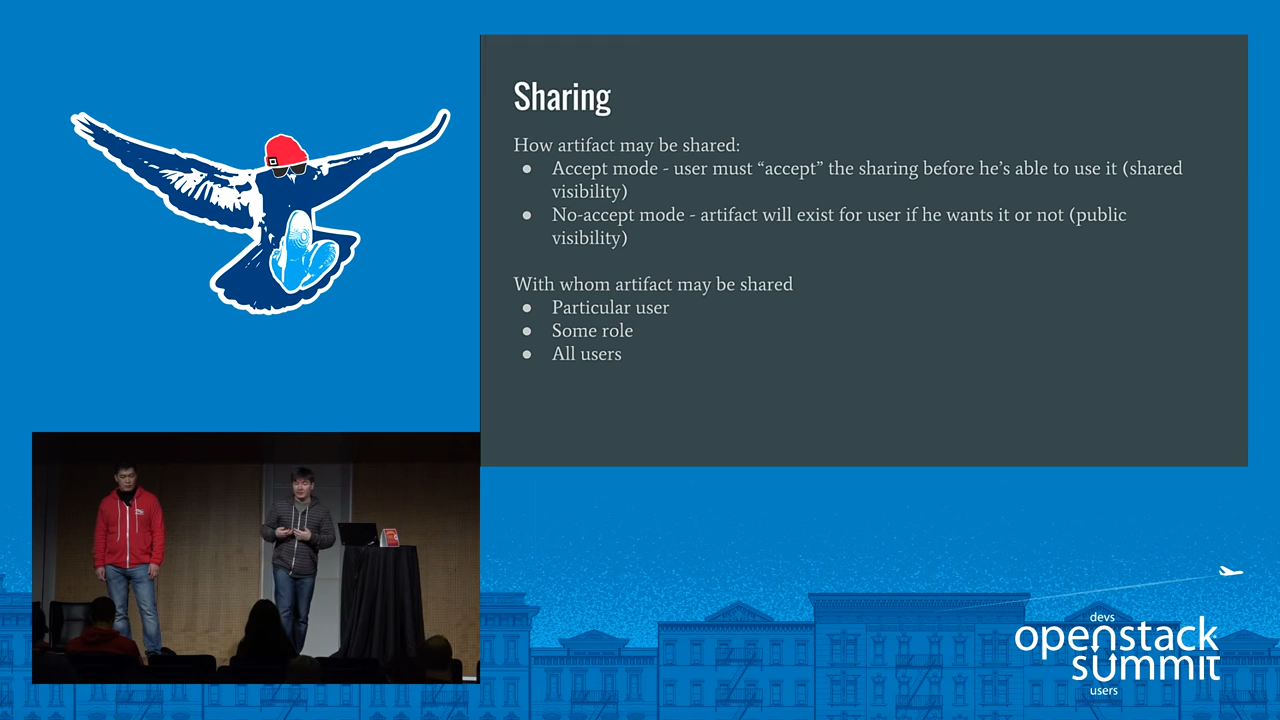 Sharing
How artifact may be shared:
● Accept mode - user must “accept” the sharing before he’s able to use it (shared
visibility)
● No-accept mode - artifact will exist for user if he wants it or not (public
visibility)
With whom artifact may be shared
● Particular user
● Some role
● All users
devs
openstack
summit
users